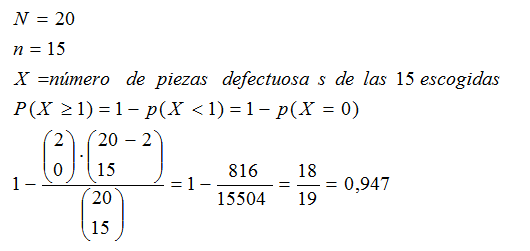 N = 20
n = 15
X =número de piezas defectuosa s de las 15 escogidas
P(X ≥ 1) = 1 − p(X < 1) = 1 − p(X = 0)
1 − (2 0)·(20 − 2 15) / (20 15) = 1 − 816/15504 = 18/19 = 0,947